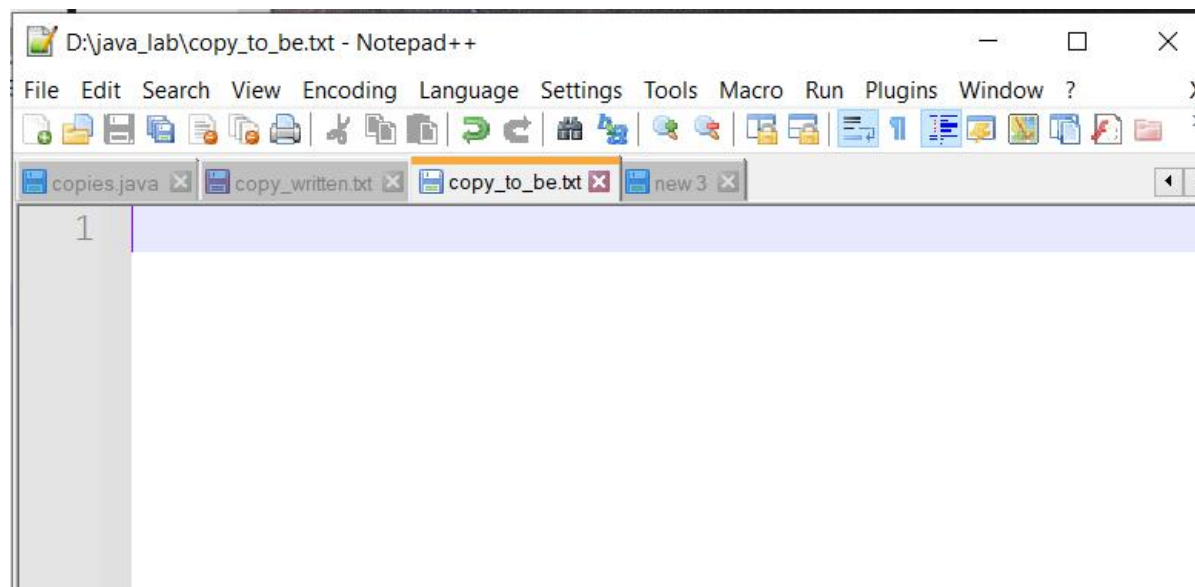 D:\java_lab\copy_to_be.txt - Notepad++
File Edit Search View Encoding Language Settings Tools Macro Run Plugins Window ?
copies.java copy_written.txt copy_to_be.txt new 3
1